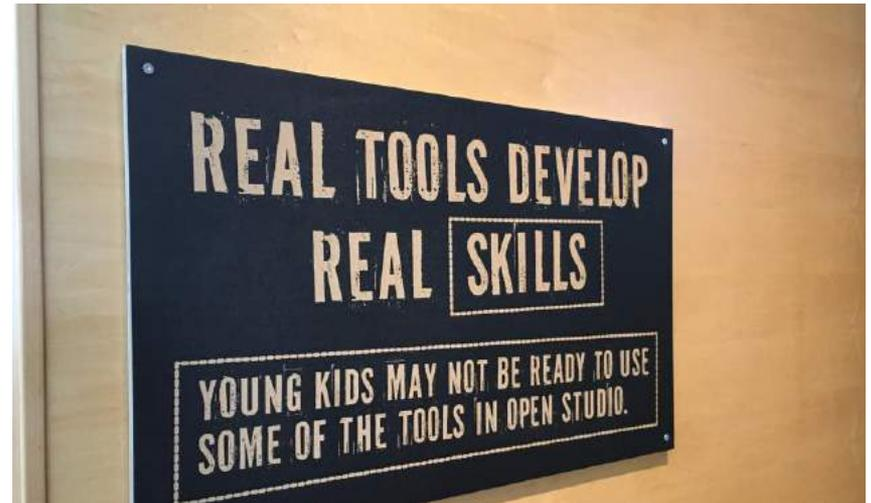 REAL TOOLS DEVELOP
REAL SKILLS
YOUNG KIDS MAY NOT BE READY TO USE
SOME OF THE TOOLS IN OPEN STUDIO.